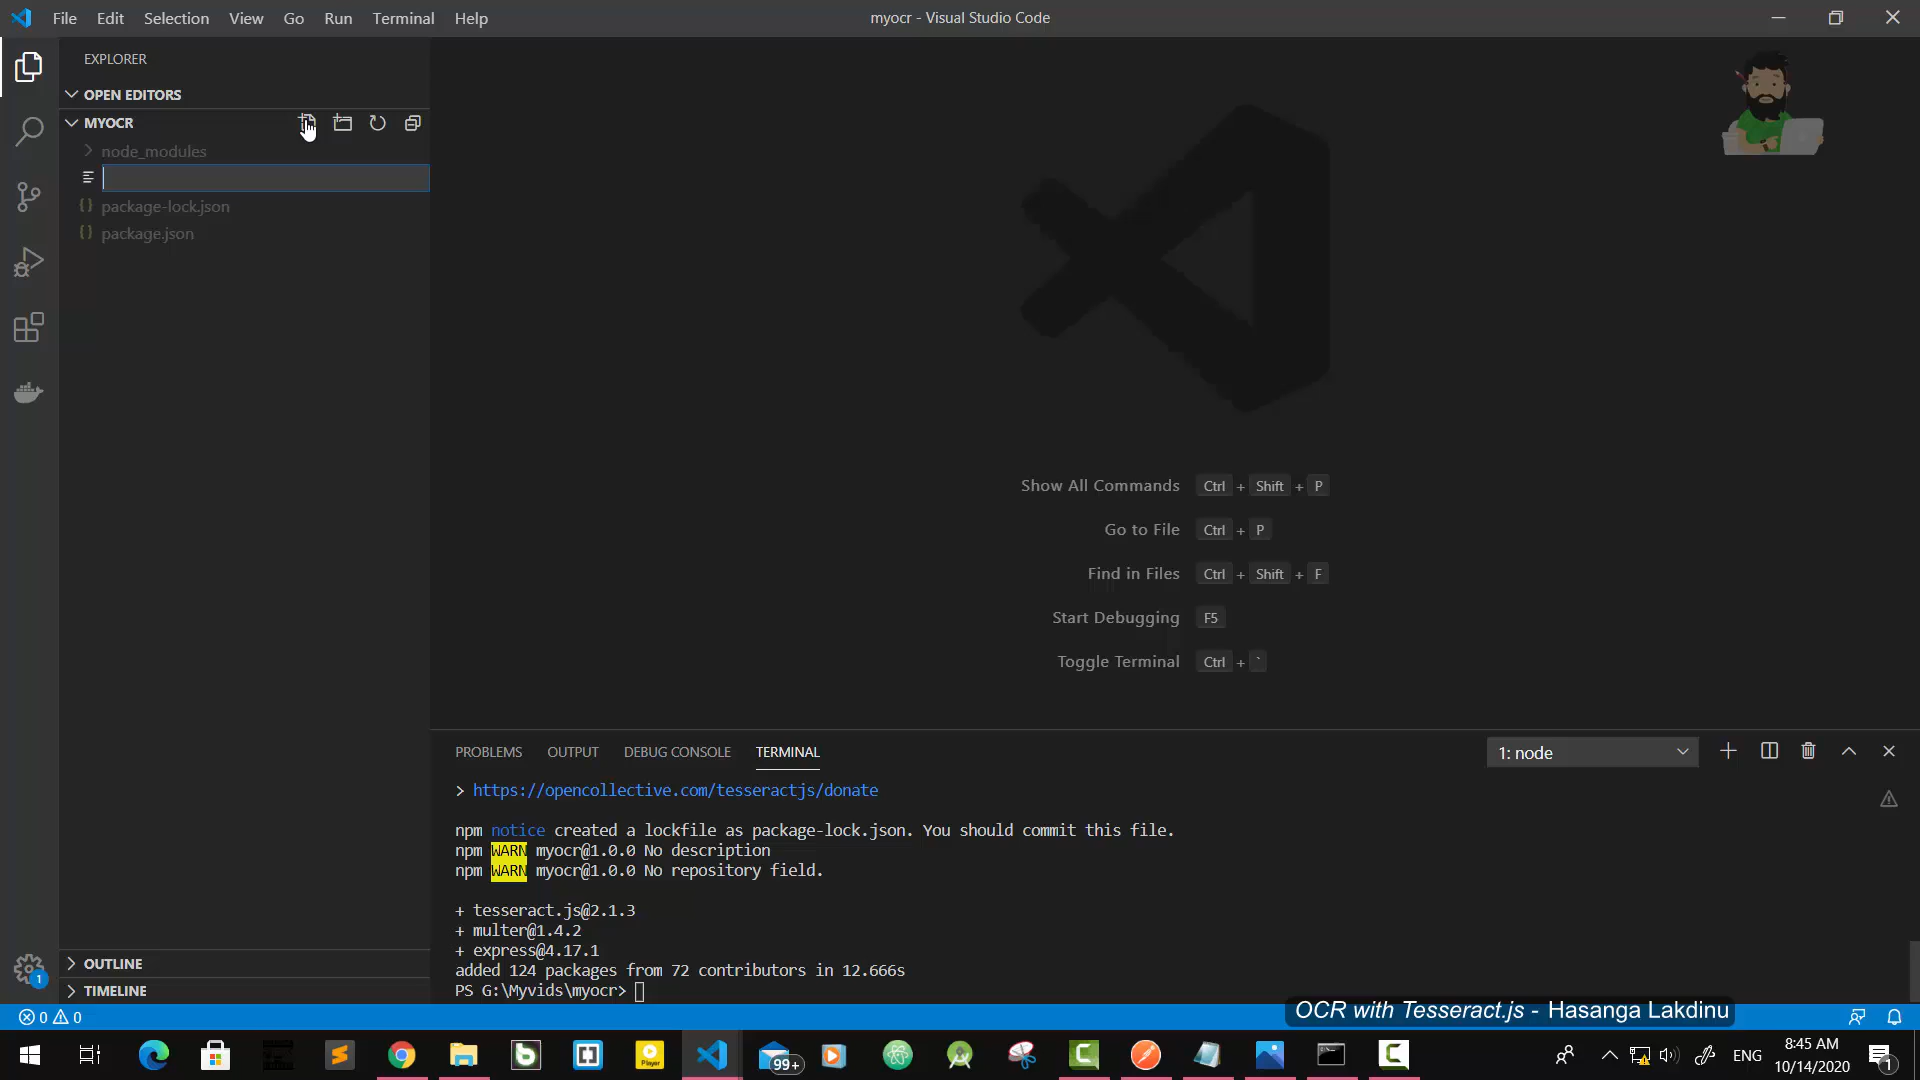 File Edit Selection View Go Run Terminal Help
myocr - Visual Studio Code
EXPLORER
OPEN EDITORS
MYOCR
node_modules
package-lock.json
package.json
Show All Commands Ctrl + Shift + P
Go to File Ctrl + P
Find in Files Ctrl + Shift + F
Start Debugging F5
Toggle Terminal Ctrl + `
PROBLEMS OUTPUT DEBUG CONSOLE TERMINAL
1: node
> https://opencollective.com/tesseractjs/donate
npm notice created a lockfile as package-lock.json. You should commit this file.
npm WARN myocr@1.0.0 No description
npm WARN myocr@1.0.0 No repository field.
+ tesseract.js@2.1.3
+ multer@1.4.2
+ express@4.17.1
added 124 packages from 72 contributors in 12.666s
PS G:\Myvids\myocr>
OUTLINE
TIMELINE
1
0 0
OCR with Tesseract.js - Hasanga Lakdinu
Player
99+
ENG
8:45 AM
10/14/2020
1